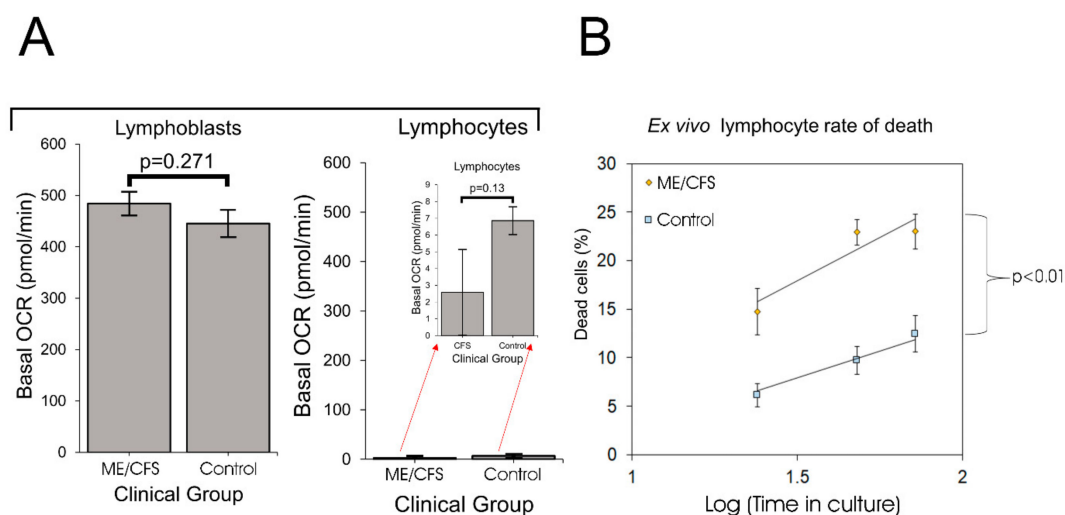 A
B
Lymphoblasts
Lymphocytes
Ex vivo lymphocyte rate of death
Basal OCR (pmol/min)
600
500
400
300
200
100
0
p=0.271
ME/CFS
Control
Clinical Group
Basal OCR (pmol/min)
600
500
400
300
200
100
0
ME/CFS
Control
Clinical Group
Lymphocytes
Basal OCR (pmol/min)
9
8
7
6
5
4
3
2
1
0
p=0.13
CFS
Control
Clinical Group
Dead cells (%)
30
25
20
15
10
5
0
ME/CFS
Control
p<0.01
1
1.5
2
Log (Time in culture)